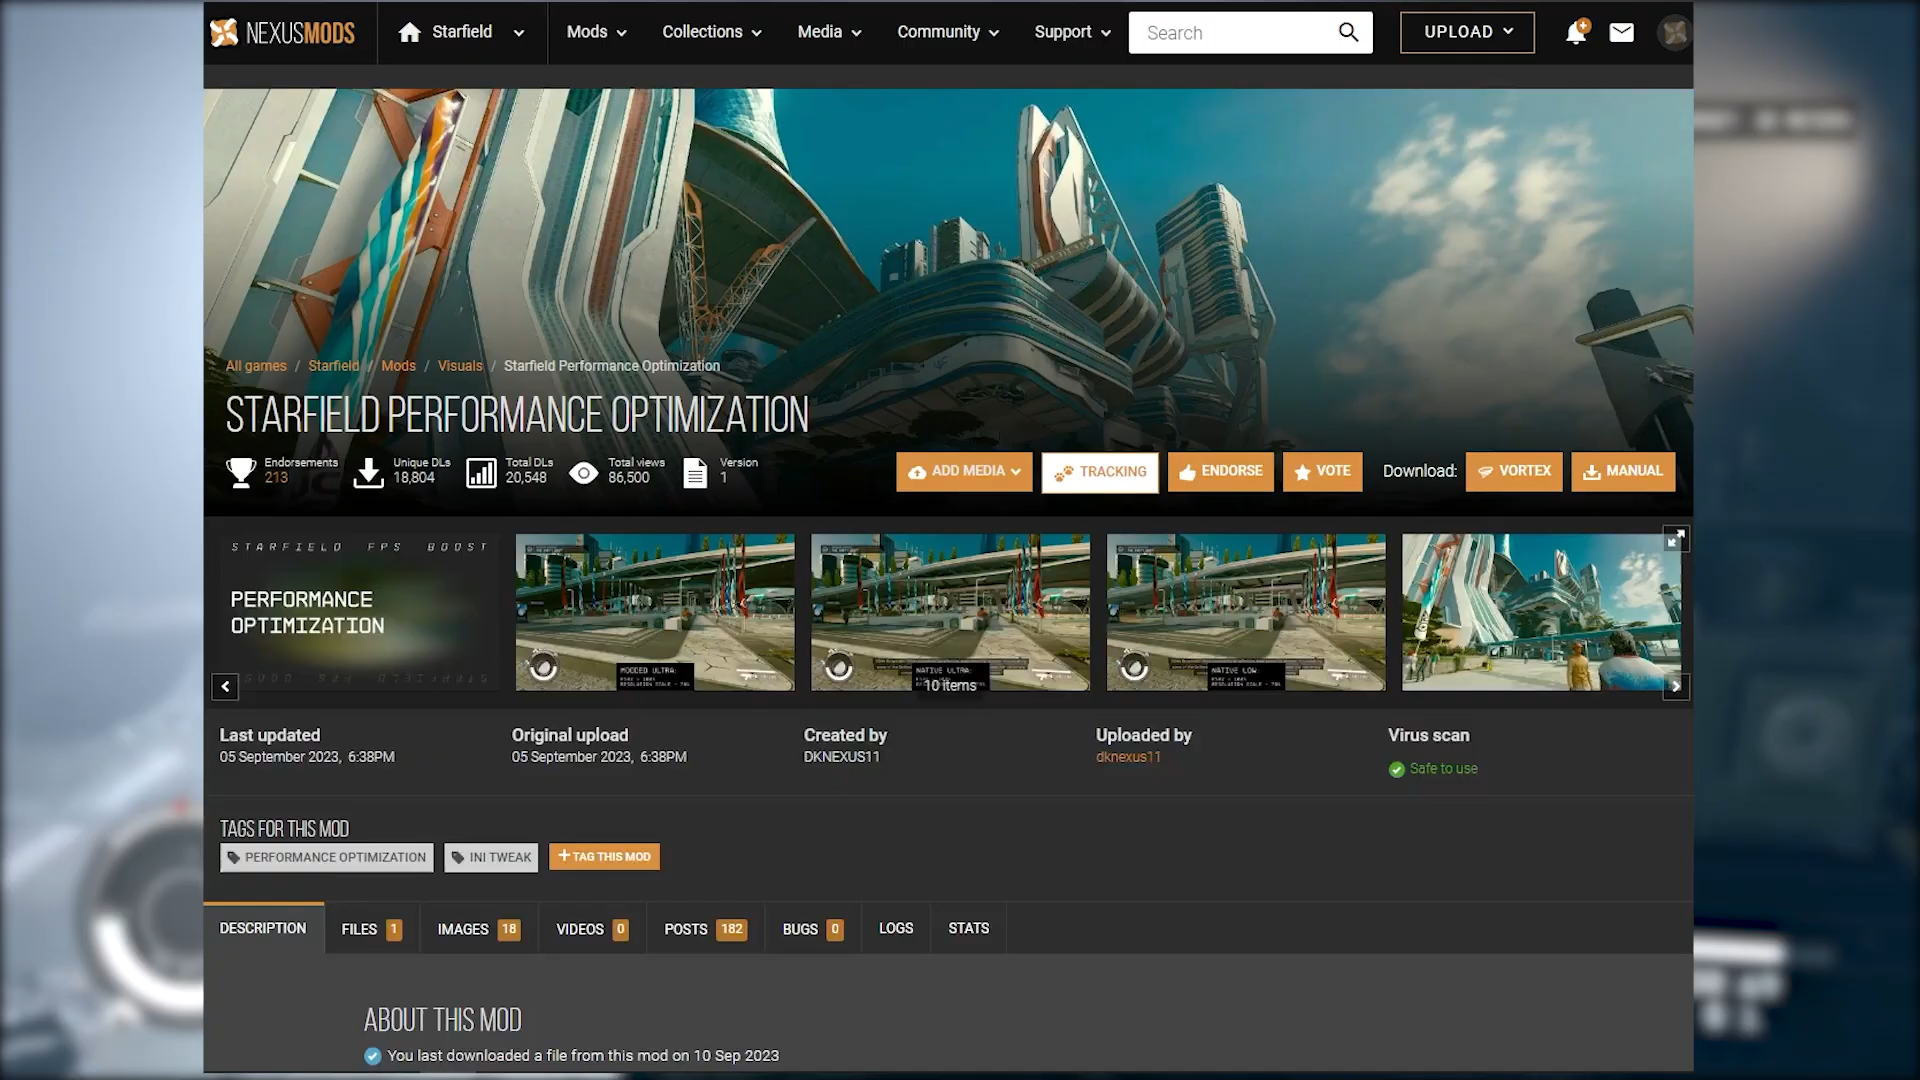 NEXUSMODS
Starfield
Mods
Collections
Media
Community
Support
Search
UPLOAD
All games / Starfield / Mods / Visuals / Starfield Performance Optimization
STARFIELD PERFORMANCE OPTIMIZATION
Endorsements
213
Unique DLs
18,804
Total DLs
20,548
Total views
86,500
Version
1
ADD MEDIA
TRACKING
ENDORSE
VOTE
Download:
VORTEX
MANUAL
STARFIELD FPS BOOST
PERFORMANCE
OPTIMIZATION
MODDED ULTRA:
NATIVE ULTRA:
10 items
NATIVE LOW:
Last updated
05 September 2023, 6:38PM
Original upload
05 September 2023, 6:38PM
Created by
DKNEXUS11
Uploaded by
dknexus11
Virus scan
Safe to use
TAGS FOR THIS MOD
PERFORMANCE OPTIMIZATION
INI TWEAK
+ TAG THIS MOD
DESCRIPTION
FILES 1
IMAGES 18
VIDEOS 0
POSTS 182
BUGS 0
LOGS
STATS
ABOUT THIS MOD
You last downloaded a file from this mod on 10 Sep 2023